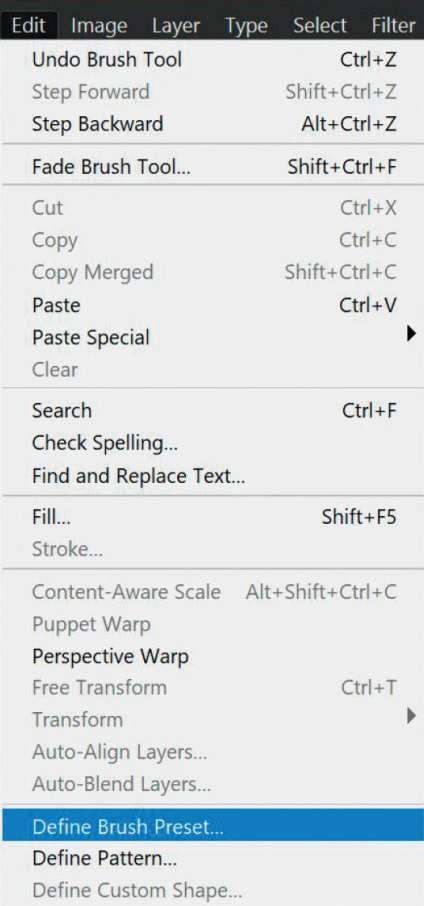 Edit Image Layer Type Select Filter
Undo Brush Tool Ctrl+Z
Step Forward Shift+Ctrl+Z
Step Backward Alt+Ctrl+Z
Fade Brush Tool... Shift+Ctrl+F
Cut Ctrl+X
Copy Ctrl+C
Copy Merged Shift+Ctrl+C
Paste Ctrl+V
Paste Special
Clear
Search Ctrl+F
Check Spelling...
Find and Replace Text...
Fill... Shift+F5
Stroke...
Content-Aware Scale Alt+Shift+Ctrl+C
Puppet Warp
Perspective Warp
Free Transform Ctrl+T
Transform
Auto-Align Layers...
Auto-Blend Layers...
Define Brush Preset...
Define Pattern...
Define Custom Shape...